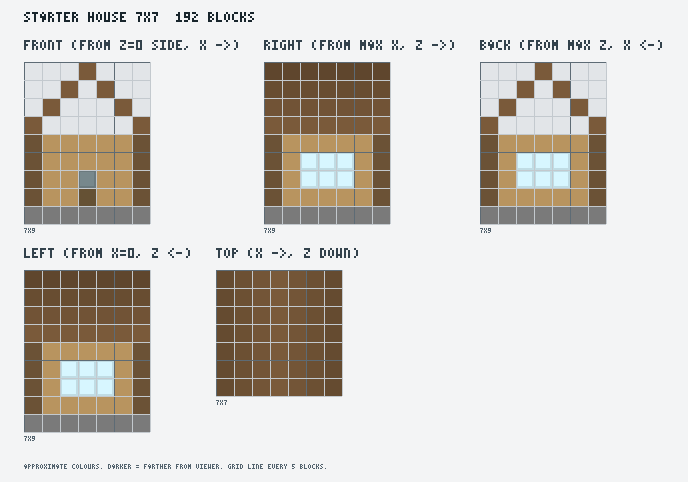 STARTER HOUSE 7X7 192 BLOCKS
FRONT (FROM Z=0 SIDE, X ->)
RIGHT (FROM MAX X, Z ->)
BACK (FROM MAX Z, X <-)
7X9
7X9
7X9
LEFT (FROM X=0, Z <-)
TOP (X ->, Z DOWN)
7X7
7X9
APPROXIMATE COLOURS. DARKER = FARTHER FROM VIEWER. GRID LINE EVERY 5 BLOCKS.